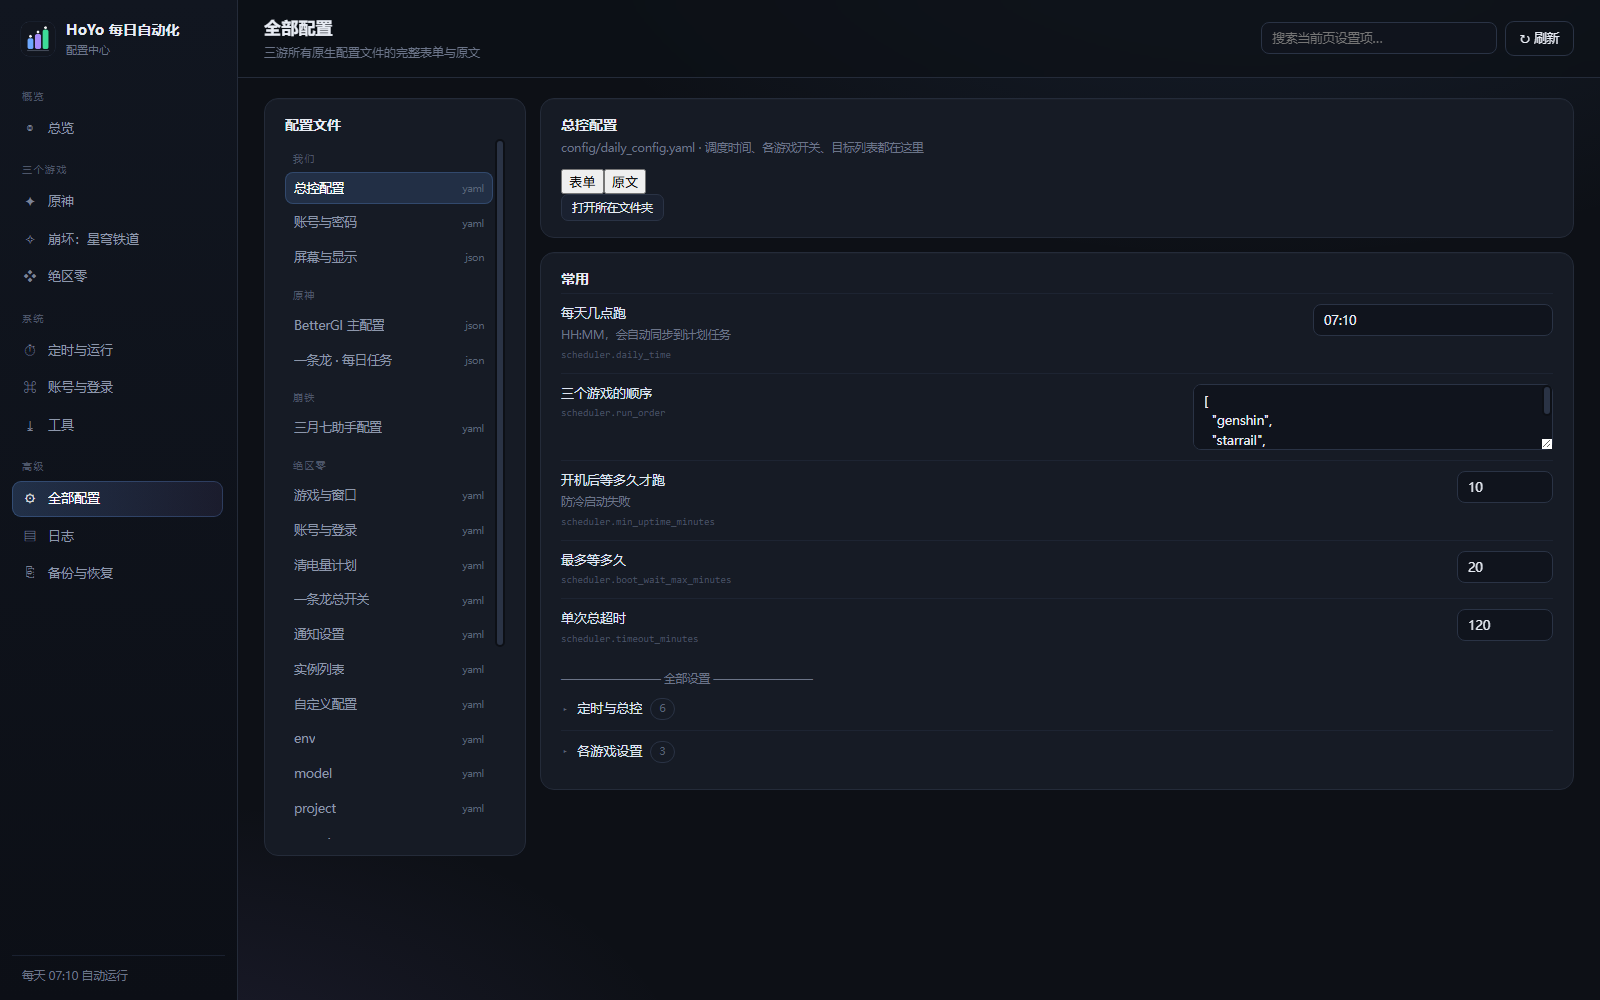 HoYo 每日自动化
配置中心
概览
总览
三个游戏
原神
崩坏：星穹铁道
绝区零
系统
定时与运行
账号与登录
工具
高级
全部配置
日志
备份与恢复
每天 07:10 自动运行
全部配置
三游所有原生配置文件的完整表单与原文
搜索当前页设置项...
↻ 刷新
配置文件
我们
总控配置 yaml
账号与密码 yaml
屏幕与显示 json
原神
BetterGI 主配置 json
一条龙 · 每日任务 json
崩铁
三月七助手配置 yaml
绝区零
游戏与窗口 yaml
账号与登录 yaml
清电量计划 yaml
一条龙总开关 yaml
通知设置 yaml
实例列表 yaml
自定义配置 yaml
env yaml
model yaml
project yaml
总控配置
config/daily_config.yaml · 调度时间、各游戏开关、目标列表都在这里
表单 原文
打开所在文件夹
常用
每天几点跑
HH:MM，会自动同步到计划任务
scheduler.daily_time
07:10
三个游戏的顺序
scheduler.run_order
[
"genshin",
"starrail",
开机后等多久才跑
防冷启动失败
scheduler.min_uptime_minutes
10
最多等多久
scheduler.boot_wait_max_minutes
20
单次总超时
scheduler.timeout_minutes
120
全部设置
定时与总控 6
各游戏设置 3